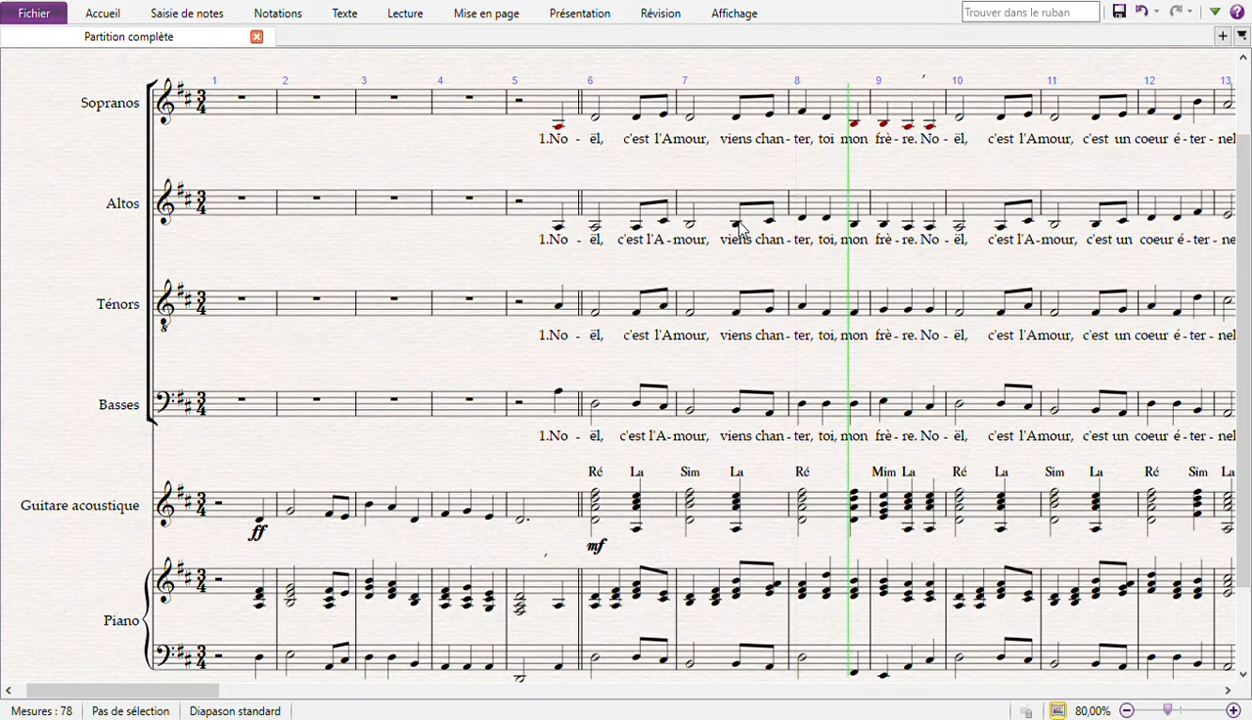 Fichier Accueil Saisie de notes Notations Texte Lecture Mise en page Présentation Révision Affichage Trouver dans le ruban
Partition complète
1 2 3 4 5 6 7 8 9 10 11 12 13
Sopranos
1.No - ël, c'est l'Amour, viens chan- ter, toi mon frè- re. No - ël, c'est l'Amour, c'est un coeur é - ter - nel
Altos
1.No - ël, c'est l'A - mour, viens chan- ter, toi, mon frè - re. No - ël, c'est l'A-mour, c'est un coeur é - ter - ne
Ténors
1.No - ël, c'est l'Amour, viens chan- ter, toi, mon frè - re. No - ël, c'est l'Amour, c'est un coeur é - ter - nel
Basses
1.No - ël, c'est l'A-mour, viens chan- ter, toi, mon frè - re. No - ël, c'est l'Amour, c'est un coeur é - ter - nel
Ré La Sim La Ré Mim La Ré La Sim La Ré Sim La
Guitare acoustique
ff
mf
Piano
Mesures : 78 Pas de sélection Diapason standard 80,00%